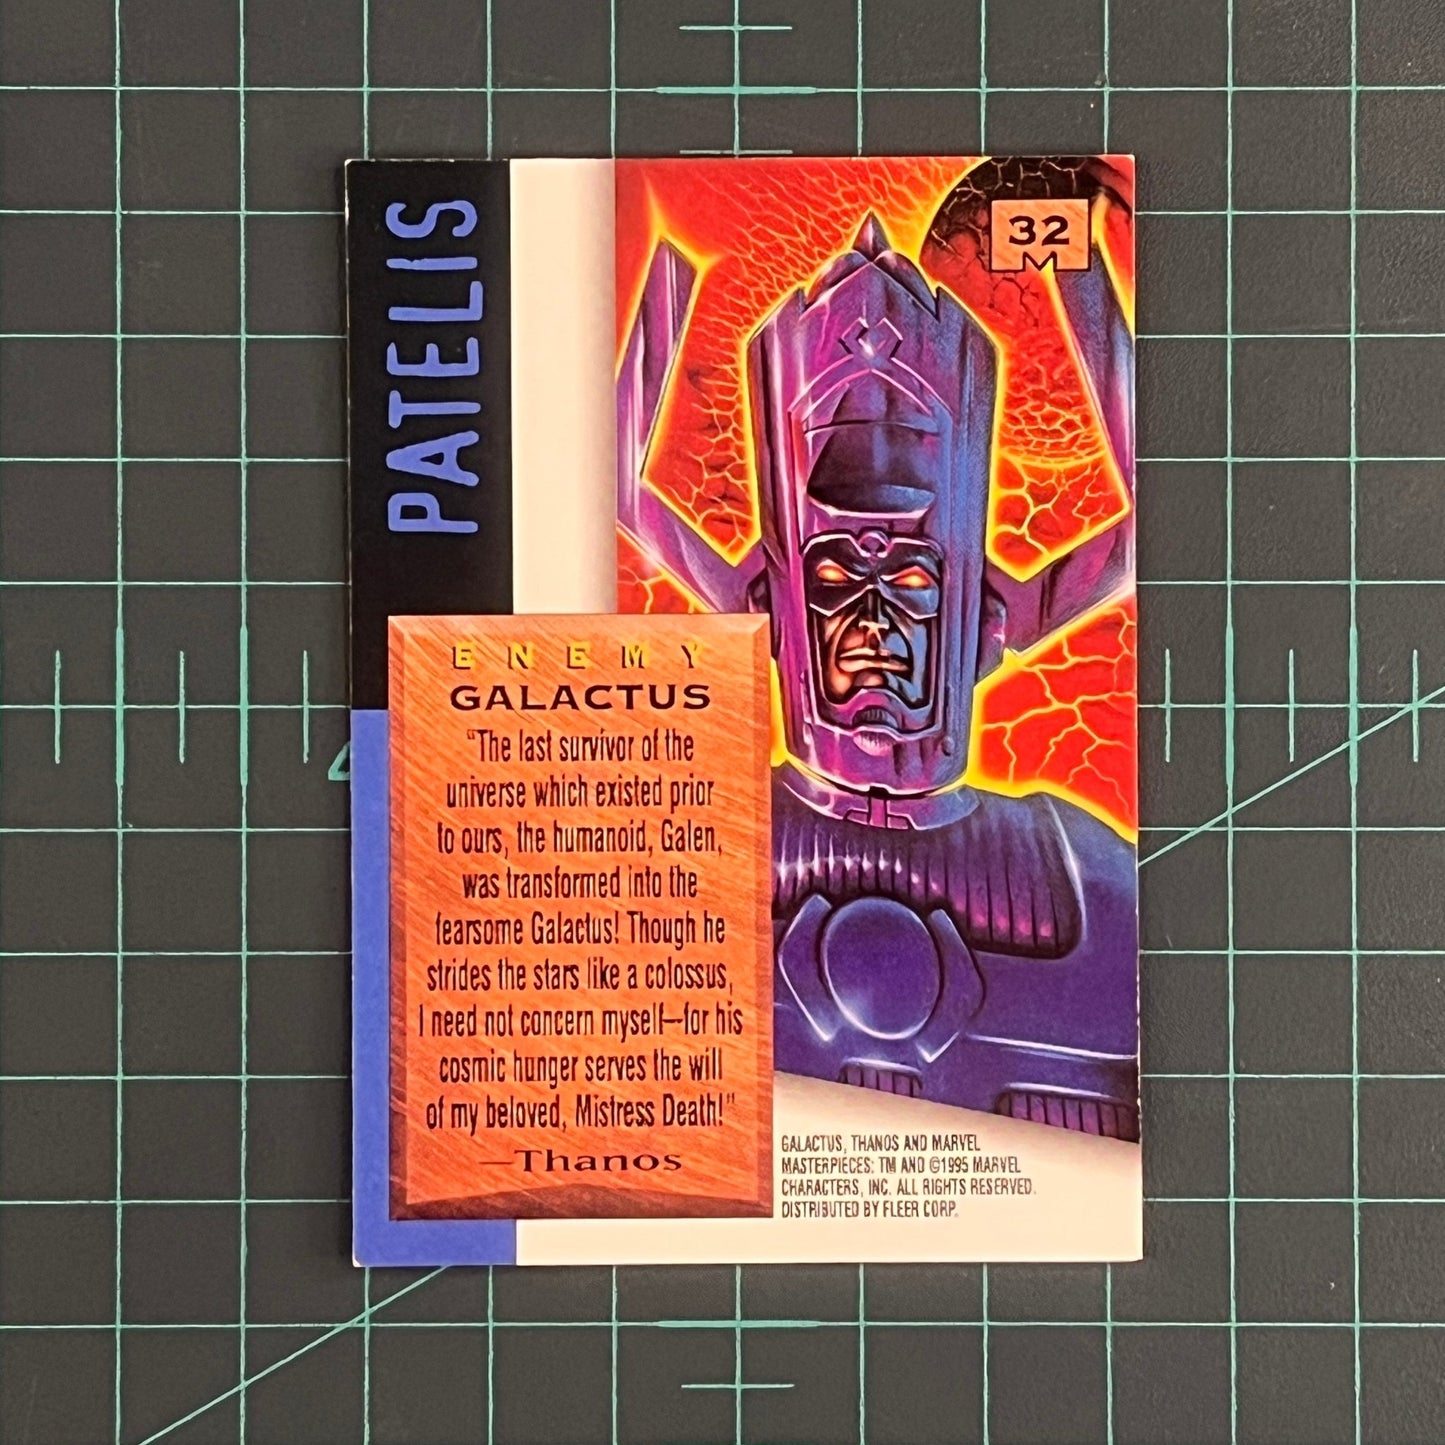 PATELIS
32
ENEMY
GALACTUS
"The last survivor of the
universe which existed prior
to ours, the humanoid, Galen,
was transformed into the
fearsome Galactus! Though he
strides the stars like a colossus,
I need not concern myself—for his
cosmic hunger serves the will
of my beloved, Mistress Death!"
—Thanos
GALACTUS, THANOS AND MARVEL
MASTERPIECES: TM AND ©1995 MARVEL
CHARACTERS, INC. ALL RIGHTS RESERVED.
DISTRIBUTED BY FLEER CORP.